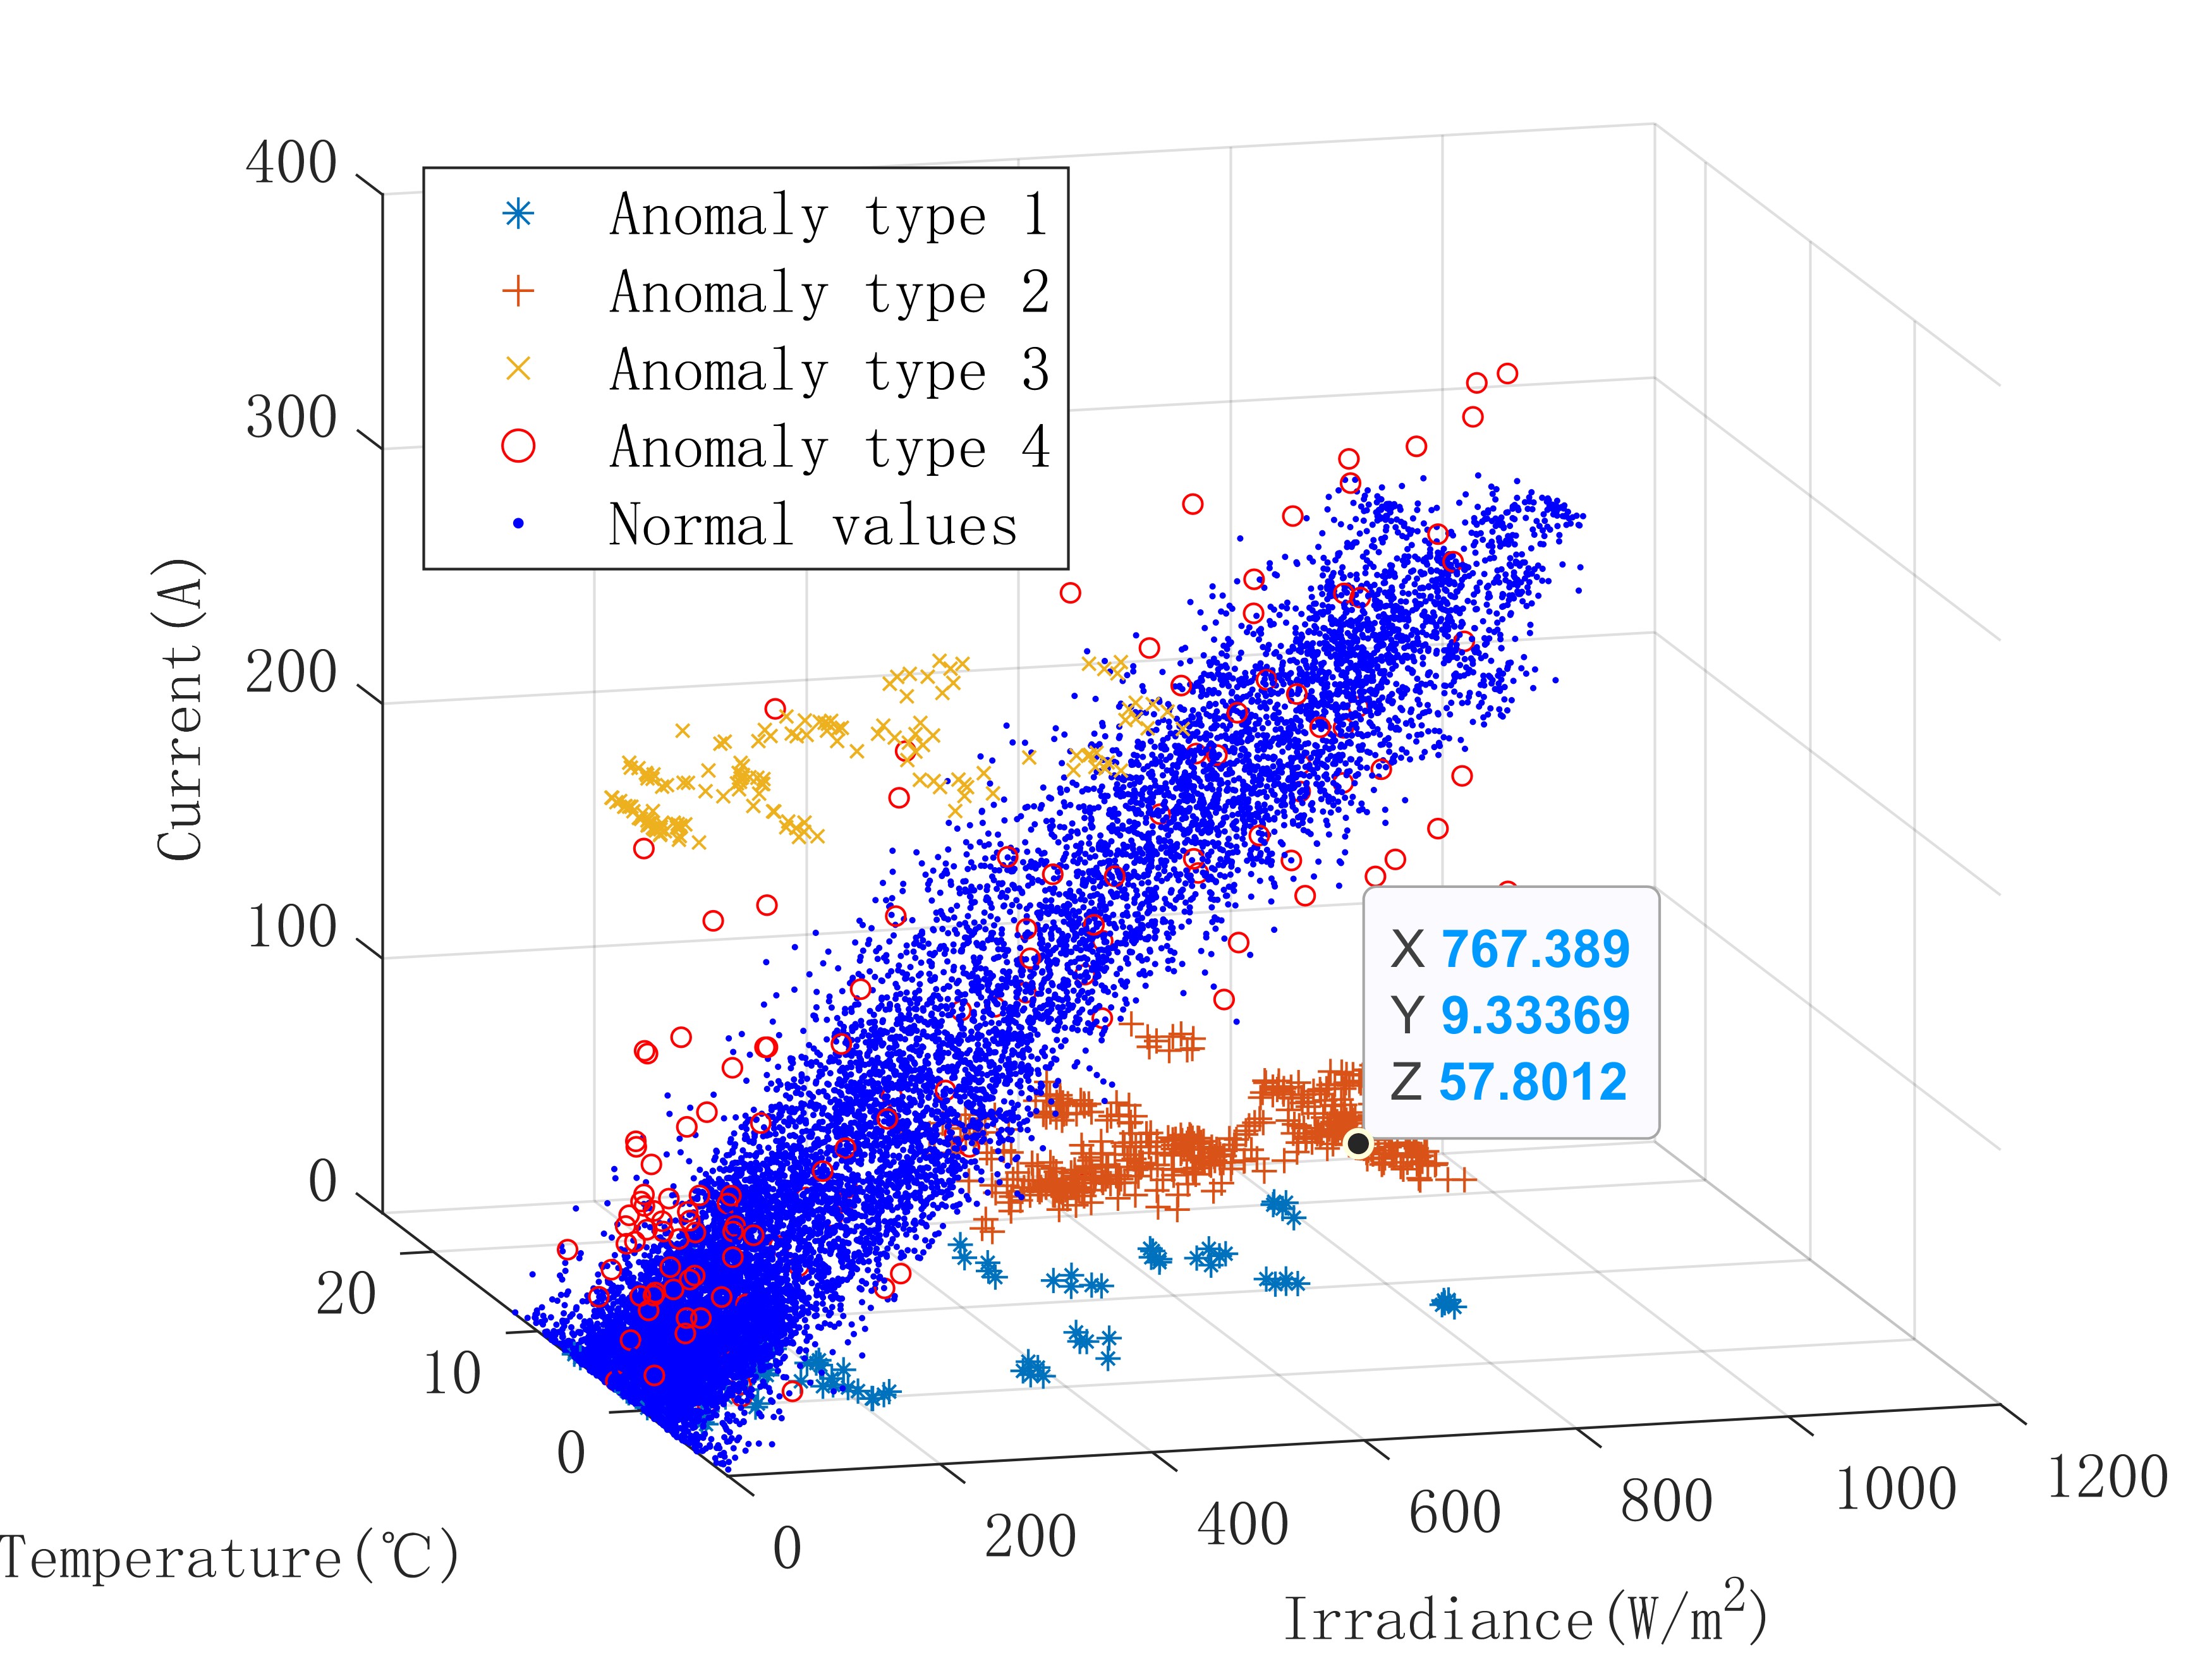 400
300
200
100
0
Current(A)
Anomaly type 1
Anomaly type 2
Anomaly type 3
Anomaly type 4
Normal values
X 767.389
Y 9.33369
Z 57.8012
20
10
0
Temperature(℃)
0
200
400
600
800
1000
1200
Irradiance(W/m²)